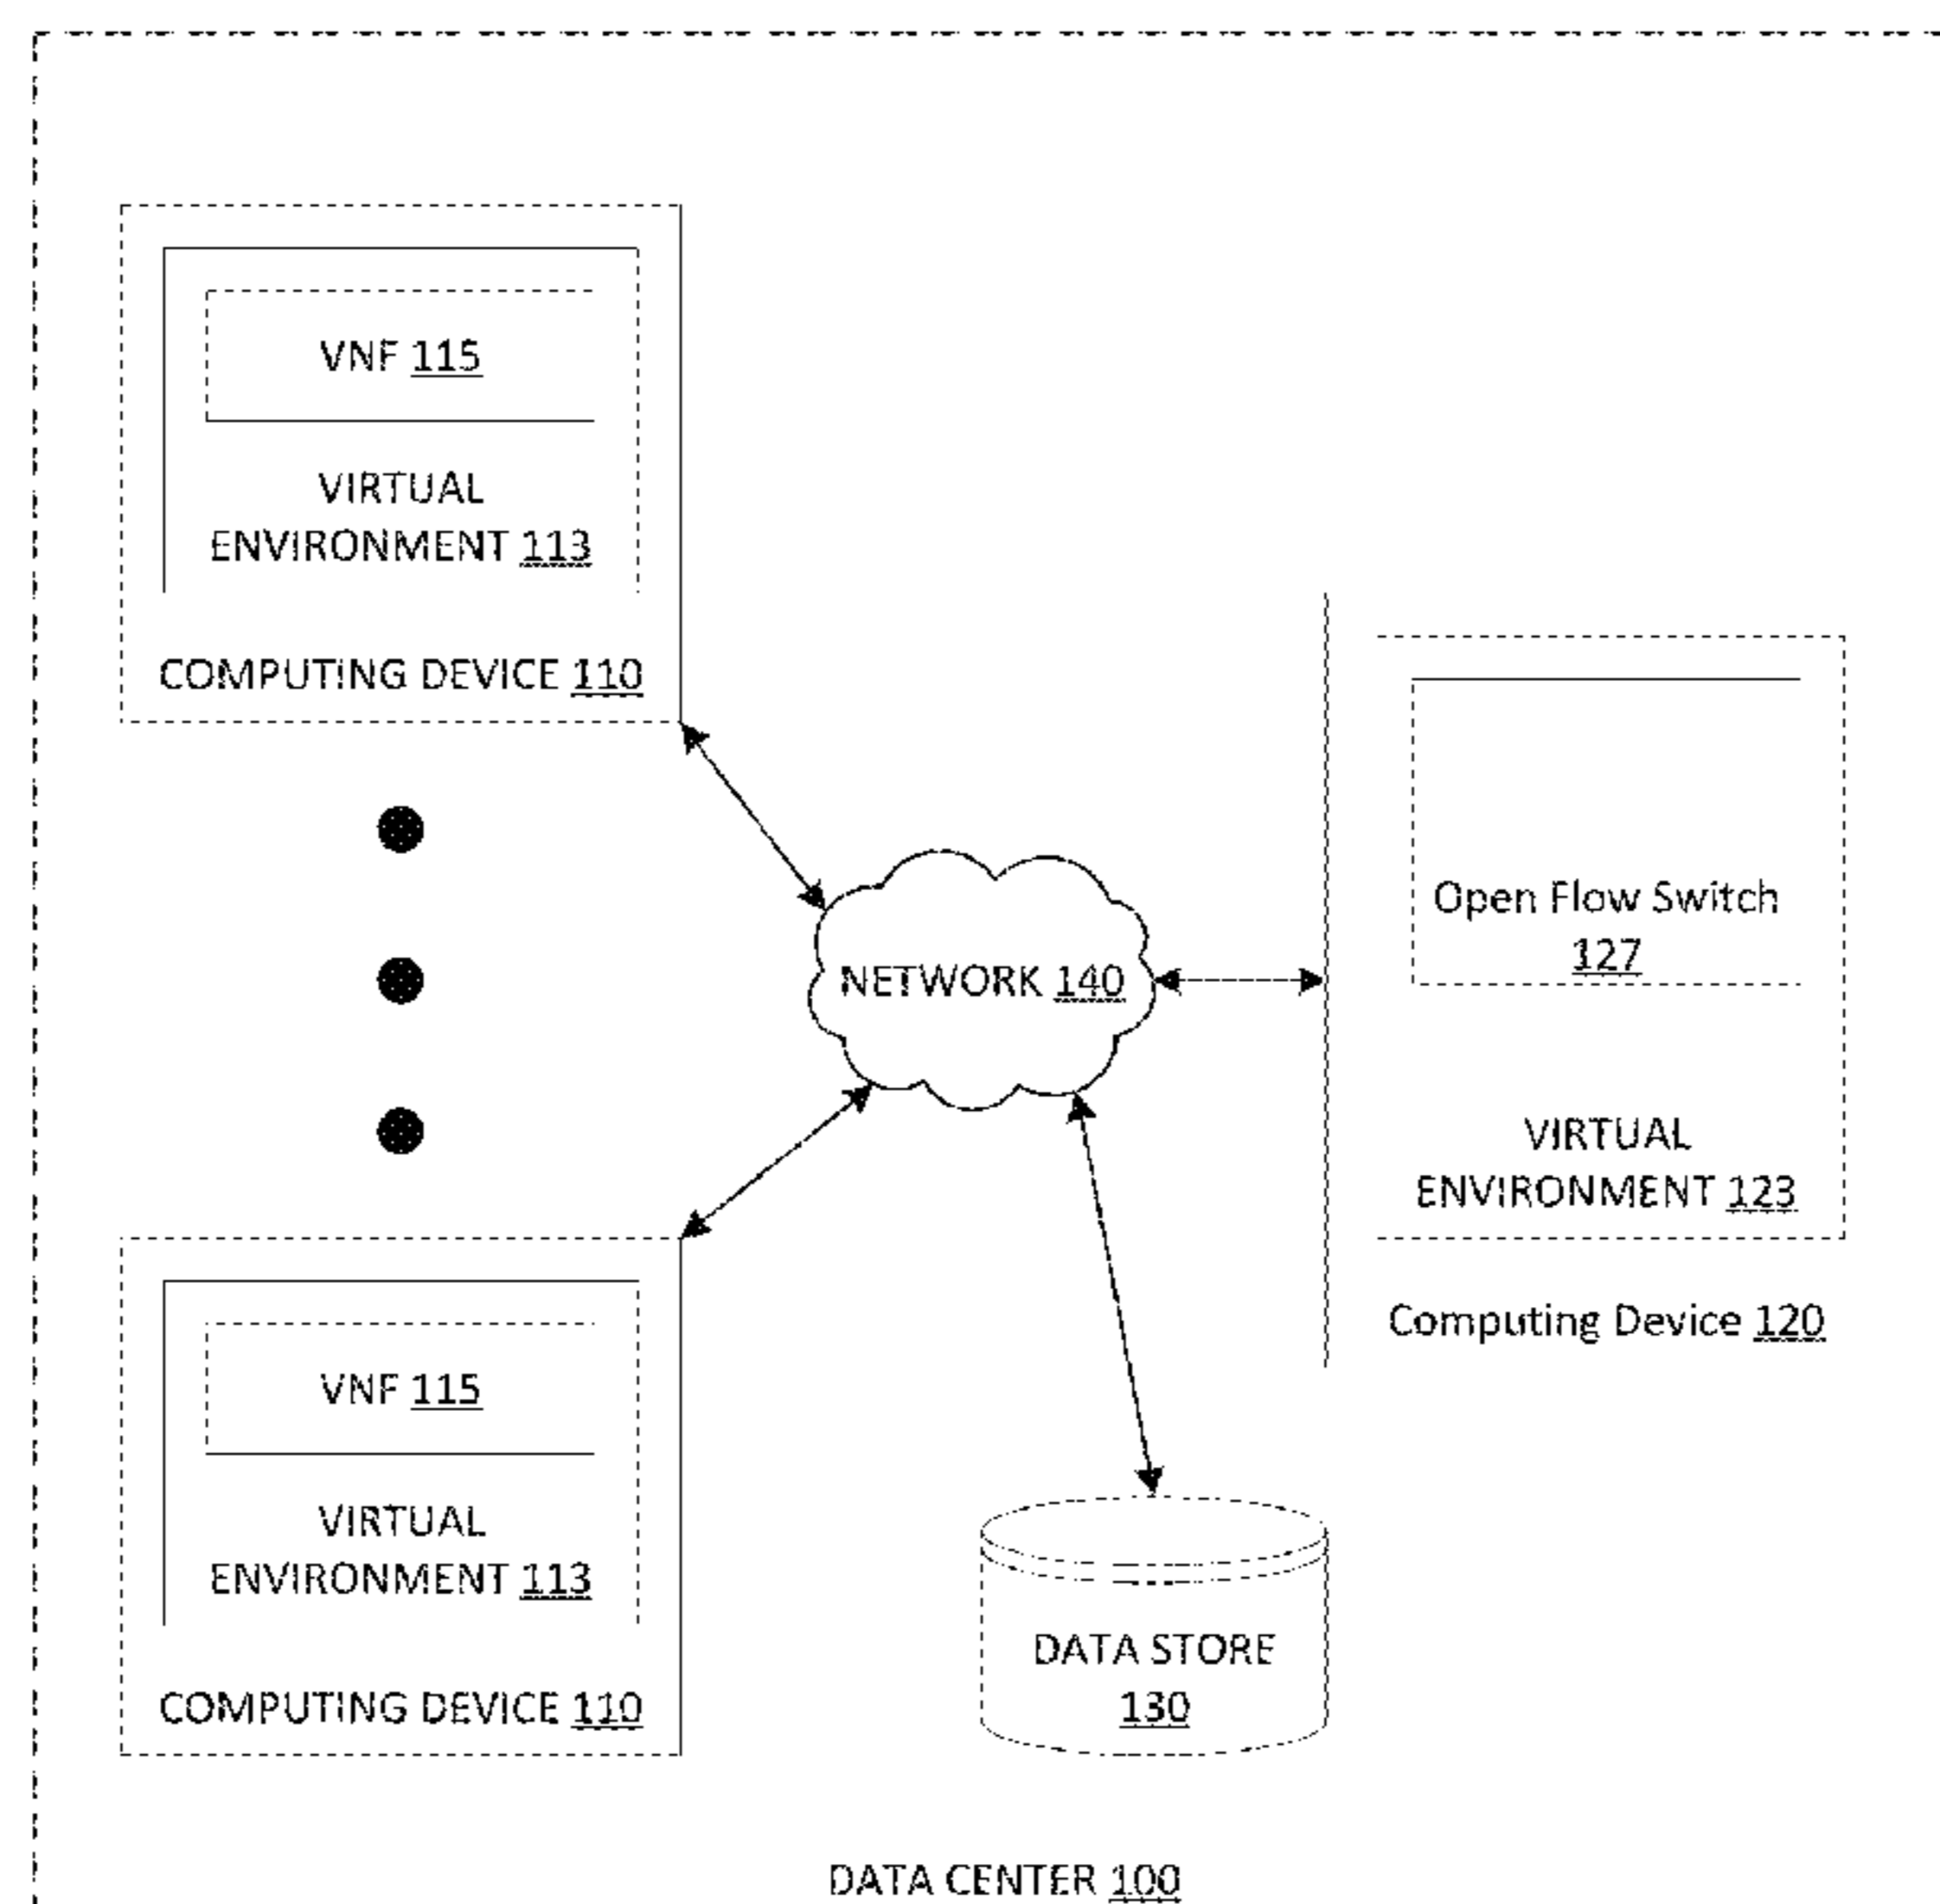 VNF 115
VIRTUAL
ENVIRONMENT 113
COMPUTING DEVICE 110
Open Flow Switch
127
NETWORK 140
VIRTUAL
ENVIRONMENT 123
Computing Device 120
VNF 115
VIRTUAL
ENVIRONMENT 113
COMPUTING DEVICE 110
DATA STORE
130
DATA CENTER 100